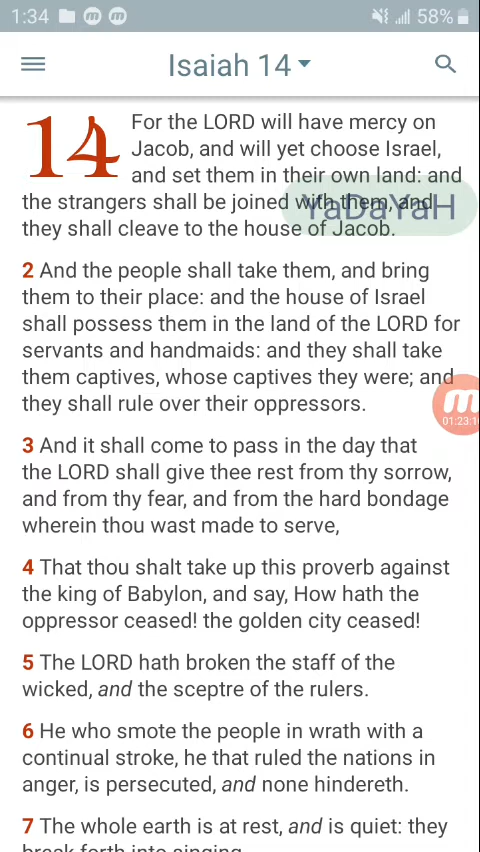 1:34 58%
Isaiah 14
14 For the LORD will have mercy on
Jacob, and will yet choose Israel,
and set them in their own land: and
the strangers shall be joined with them, and
YaDaYaH
they shall cleave to the house of Jacob.
2 And the people shall take them, and bring
them to their place: and the house of Israel
shall possess them in the land of the LORD for
servants and handmaids: and they shall take
them captives, whose captives they were; and
they shall rule over their oppressors.
01:23:1
3 And it shall come to pass in the day that
the LORD shall give thee rest from thy sorrow,
and from thy fear, and from the hard bondage
wherein thou wast made to serve,
4 That thou shalt take up this proverb against
the king of Babylon, and say, How hath the
oppressor ceased! the golden city ceased!
5 The LORD hath broken the staff of the
wicked, and the sceptre of the rulers.
6 He who smote the people in wrath with a
continual stroke, he that ruled the nations in
anger, is persecuted, and none hindereth.
7 The whole earth is at rest, and is quiet: they
break forth into singing.